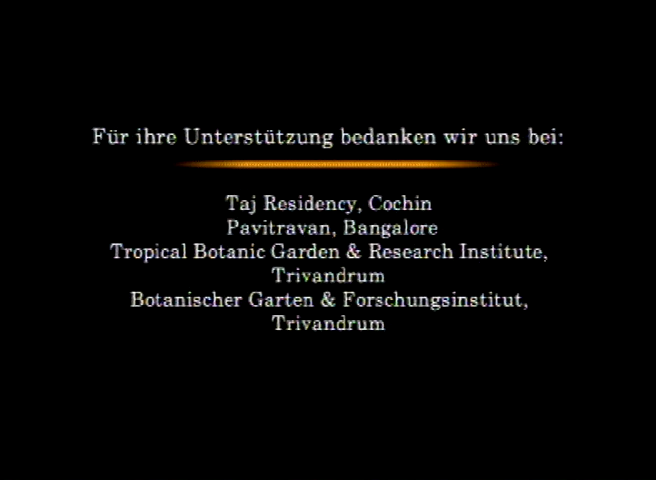 Für ihre Unterstützung bedanken wir uns bei:
Taj Residency, Cochin
Pavitravan, Bangalore
Tropical Botanic Garden & Research Institute,
Trivandrum
Botanischer Garten & Forschungsinstitut,
Trivandrum